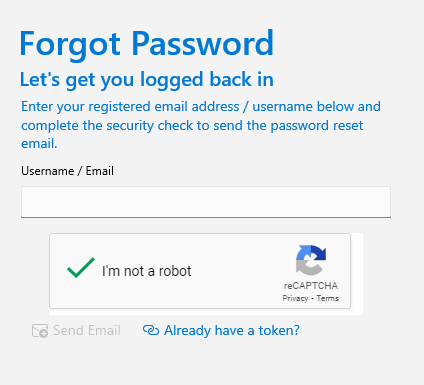 Forgot Password
Let's get you logged back in
Enter your registered email address / username below and
complete the security check to send the password reset
email.
Username / Email
I'm not a robot
reCAPTCHA
Privacy - Terms
Send Email
Already have a token?